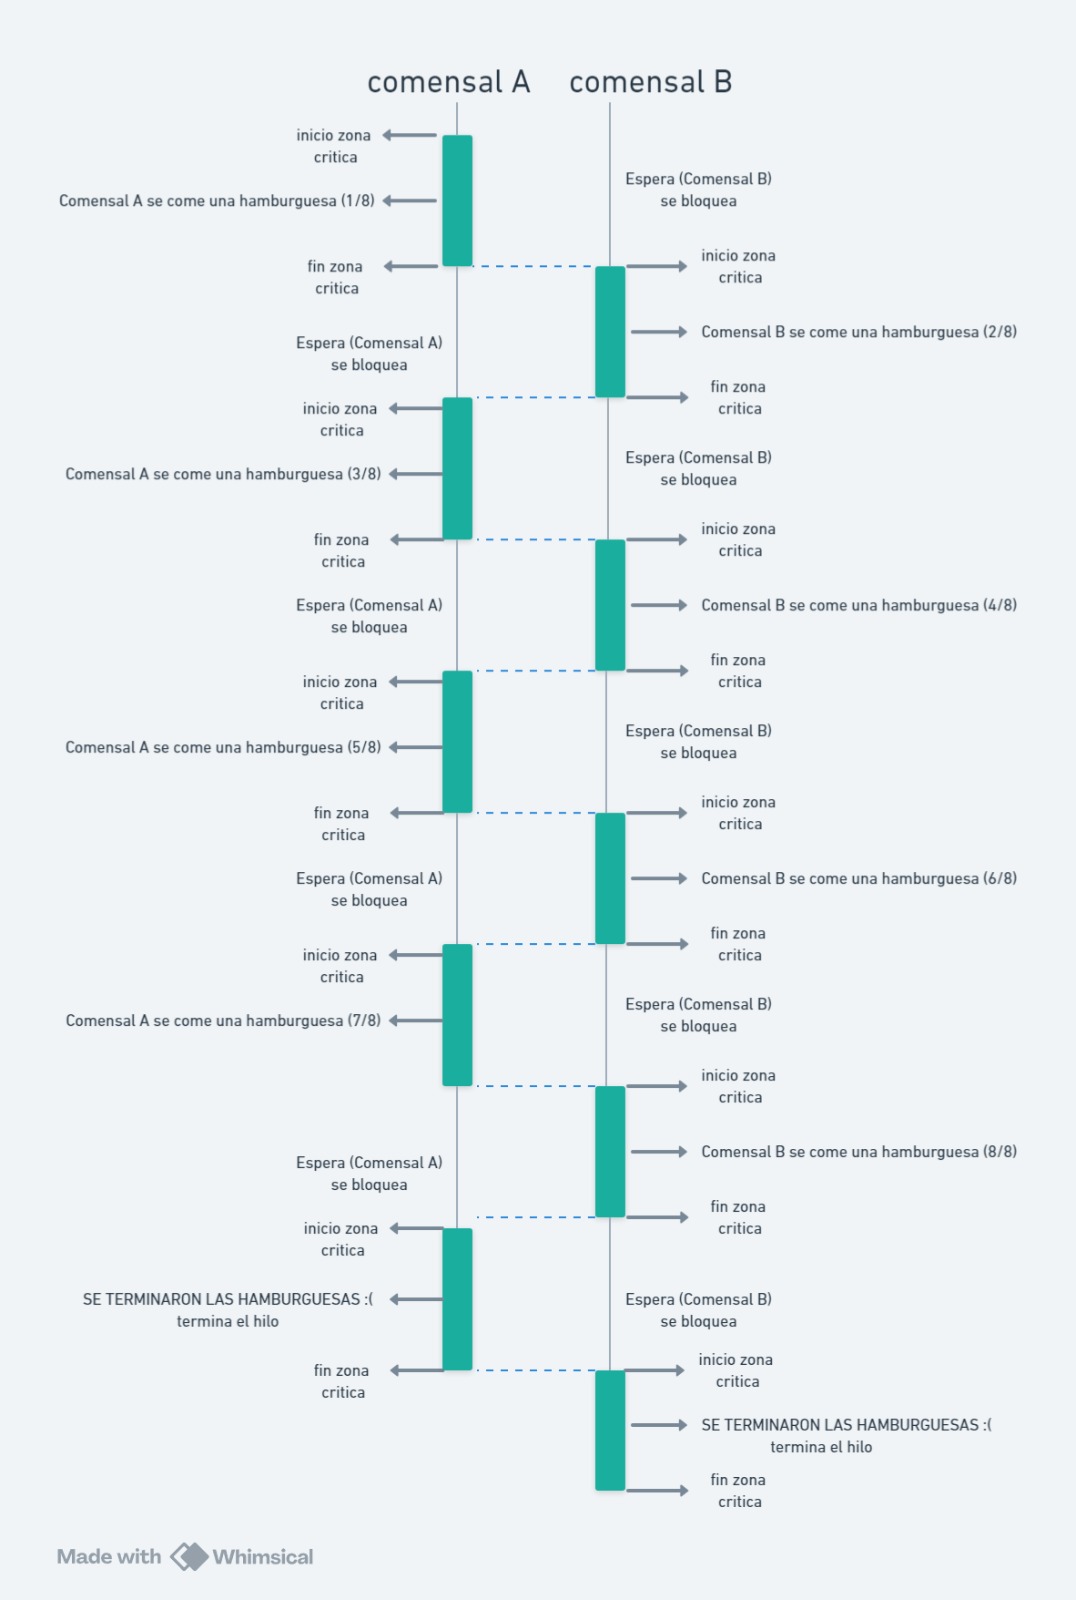 comensal A
comensal B
inicio zona
critica
Comensal A se come una hamburguesa (1/8)
Espera (Comensal B)
se bloquea
fin zona
critica
inicio zona
critica
Comensal B se come una hamburguesa (2/8)
Espera (Comensal A)
se bloquea
fin zona
critica
inicio zona
critica
Espera (Comensal B)
se bloquea
Comensal A se come una hamburguesa (3/8)
fin zona
critica
inicio zona
critica
Espera (Comensal A)
se bloquea
Comensal B se come una hamburguesa (4/8)
fin zona
critica
inicio zona
critica
Espera (Comensal B)
se bloquea
Comensal A se come una hamburguesa (5/8)
fin zona
critica
inicio zona
critica
Espera (Comensal A)
se bloquea
Comensal B se come una hamburguesa (6/8)
fin zona
critica
inicio zona
critica
Espera (Comensal B)
se bloquea
Comensal A se come una hamburguesa (7/8)
inicio zona
critica
Comensal B se come una hamburguesa (8/8)
Espera (Comensal A)
se bloquea
fin zona
critica
inicio zona
critica
SE TERMINARON LAS HAMBURGUESAS :(
termina el hilo
Espera (Comensal B)
se bloquea
fin zona
critica
inicio zona
critica
SE TERMINARON LAS HAMBURGUESAS :(
termina el hilo
fin zona
critica
Made with Whimsical